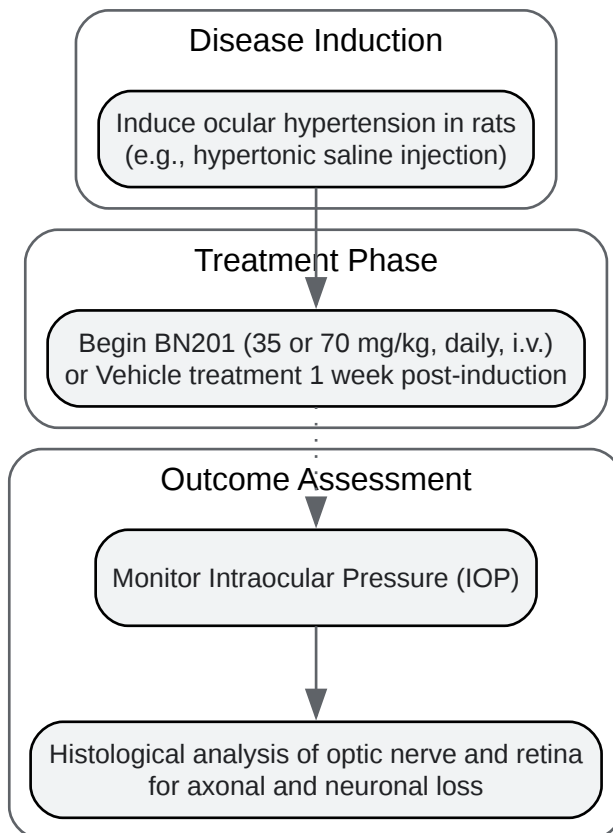 Disease Induction
Induce ocular hypertension in rats
(e.g., hypertonic saline injection)
Treatment Phase
Begin BN201 (35 or 70 mg/kg, daily, i.v.)
or Vehicle treatment 1 week post-induction
Outcome Assessment
Monitor Intraocular Pressure (IOP)
Histological analysis of optic nerve and retina
for axonal and neuronal loss